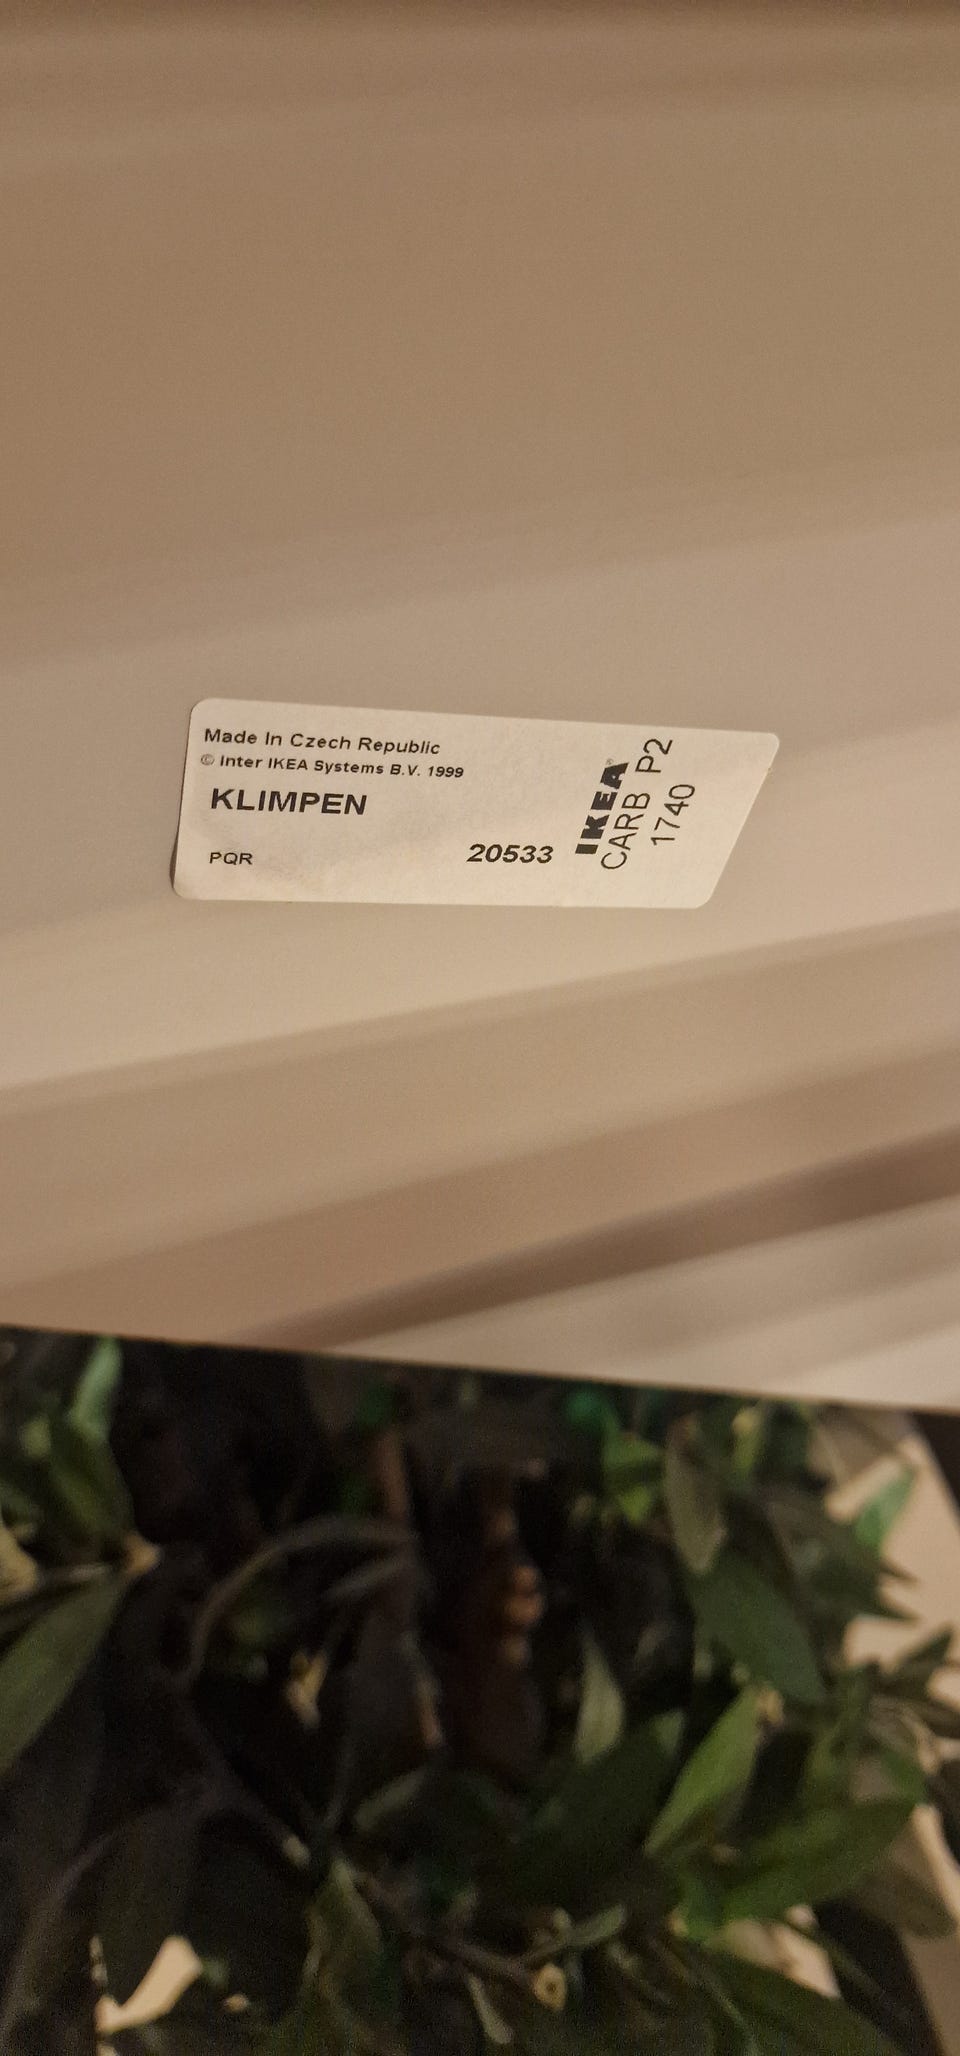 Made In Czech Republic
© Inter IKEA Systems B.V. 1999
KLIMPEN
PQR
20533
IKEA®
CARB P2
1740